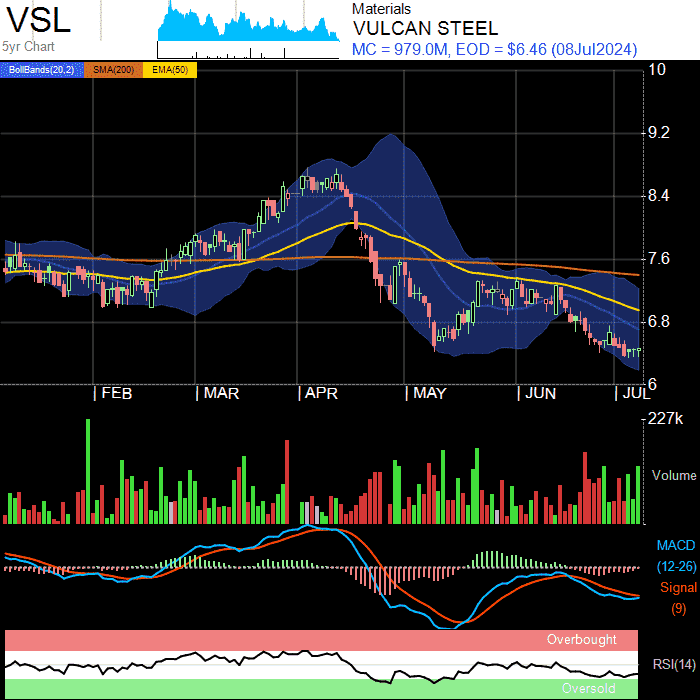 VSL
5yr Chart
Materials
VULCAN STEEL
MC = 979.0M, EOD = $6.46 (08Jul2024)
BollBands(20,2) SMA(200) EMA(50)
10
9.2
8.4
7.6
6.8
6
FEB MAR APR MAY JUN JUL
227k
Volume
MACD
(12-26)
Signal
(9)
Overbought
RSI(14)
Oversold